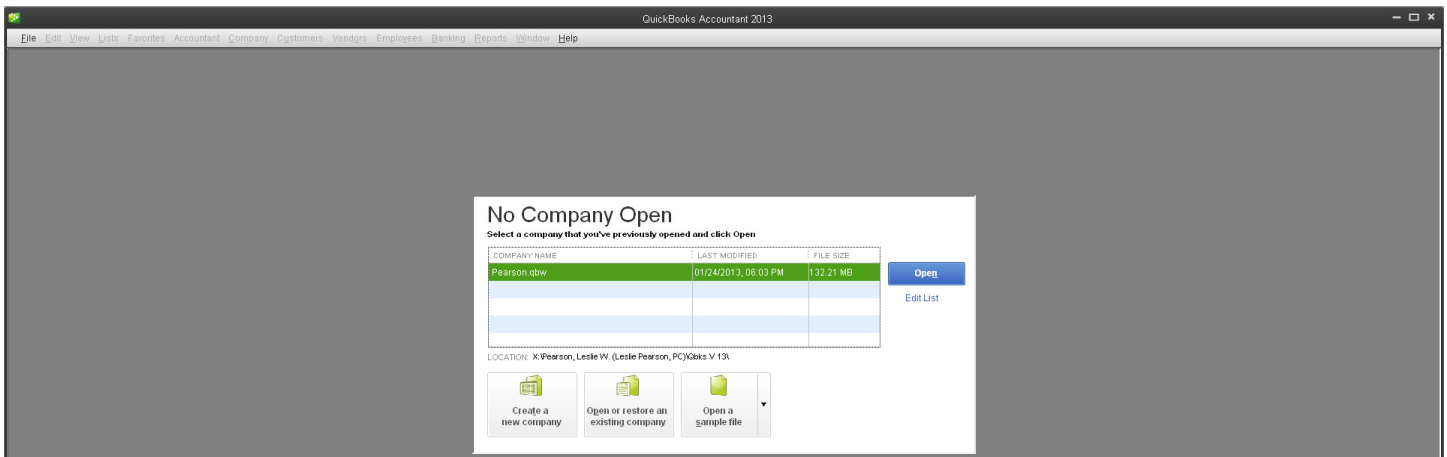 QuickBooks Accountant 2013
File Edit View Lists Favorites Accountant Company Customers Vendors Employees Banking Reports Window Help
No Company Open
Select a company that you've previously opened and click Open
COMPANY NAME LAST MODIFIED FILE SIZE
Pearson.qbw 01/24/2013, 06:03 PM 132.21 MB
Open
Edit List
LOCATION: X:\Pearson, Leslie W. (Leslie Pearson, PC)\Qbks V 13\
Create a
new company
Open or restore an
existing company
Open a
sample file